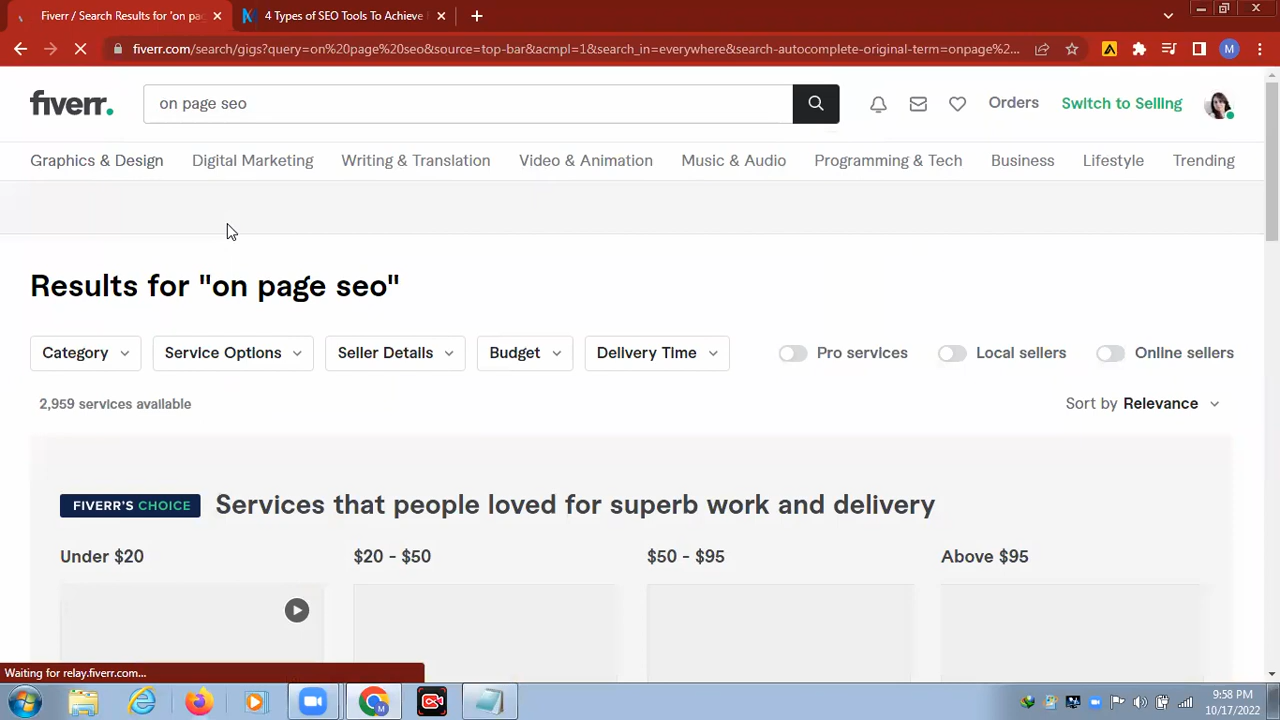 Fiverr / Search Results for 'on pag
4 Types of SEO Tools To Achieve
fiverr.com/search/gigs?query=on%20page%20seo&source=top-bar&acmpl=1&search_in=everywhere&search-autocomplete-original-term=onpage%2...
M
fiverr.
on page seo
Orders
Switch to Selling
Graphics & Design
Digital Marketing
Writing & Translation
Video & Animation
Music & Audio
Programming & Tech
Business
Lifestyle
Trending
Results for "on page seo"
Category
Service Options
Seller Details
Budget
Delivery Time
Pro services
Local sellers
Online sellers
2,959 services available
Sort by Relevance
FIVERR'S CHOICE
Services that people loved for superb work and delivery
Under $20
$20 - $50
$50 - $95
Above $95
Waiting for relay.fiverr.com...
9:58 PM
10/17/2022